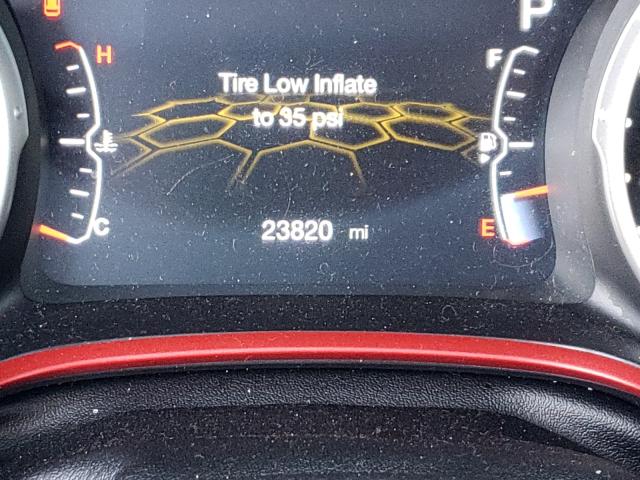 P
H
F
Tire Low Inflate
to 35 psi
C
23820 mi
E